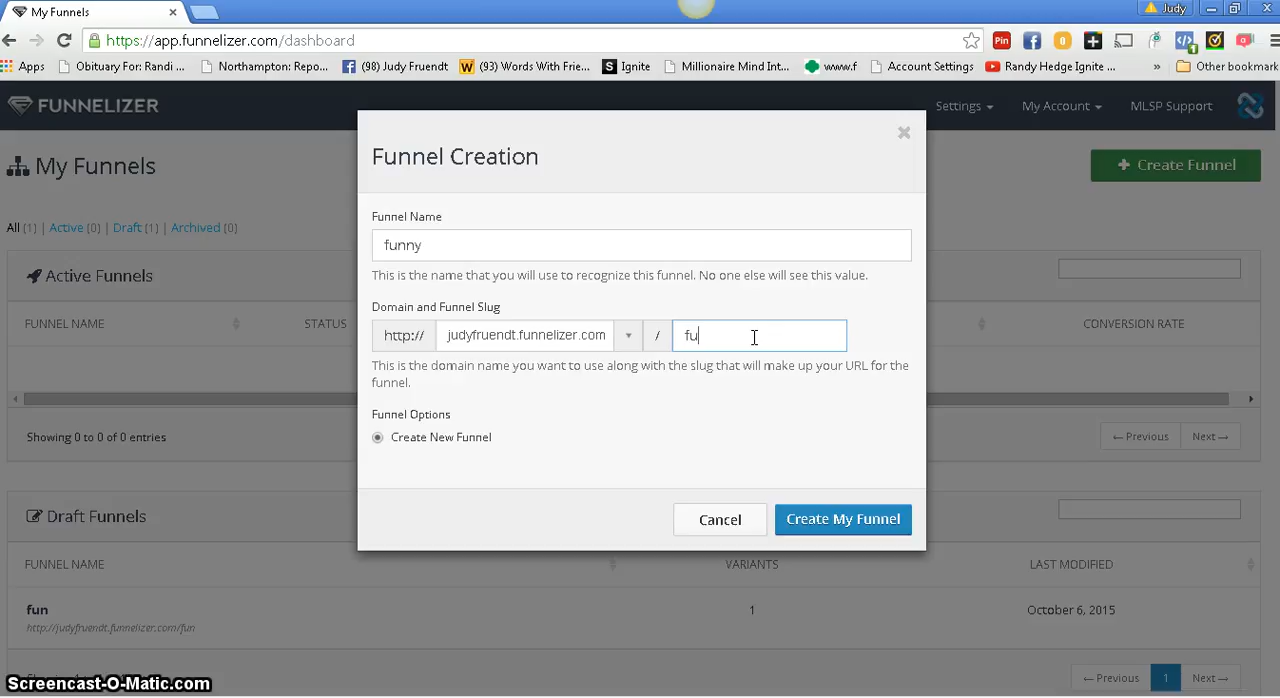 My Funnels
Judy
https://app.funnelizer.com/dashboard
Apps Obituary For: Randi ... Northampton: Repo... (98) Judy Fruendt W (93) Words With Frie... S Ignite Millionaire Mind Int... www.f Account Settings Randy Hedge Ignite ... » Other bookmark
FUNNELIZER Settings My Account MLSP Support
My Funnels
+ Create Funnel
All (1) | Active (0) | Draft (1) | Archived (0)
Active Funnels
FUNNEL NAME STATUS CONVERSION RATE
Showing 0 to 0 of 0 entries
← Previous Next →
Funnel Creation
Funnel Name
funny
This is the name that you will use to recognize this funnel. No one else will see this value.
Domain and Funnel Slug
http:// judyfruendt.funnelizer.com / fu
This is the domain name you want to use along with the slug that will make up your URL for the
funnel.
Funnel Options
Create New Funnel
Cancel Create My Funnel
Draft Funnels
FUNNEL NAME VARIANTS LAST MODIFIED
fun 1 October 6, 2015
http://judyfruendt.funnelizer.com/fun
← Previous 1 Next →
Screencast-O-Matic.com